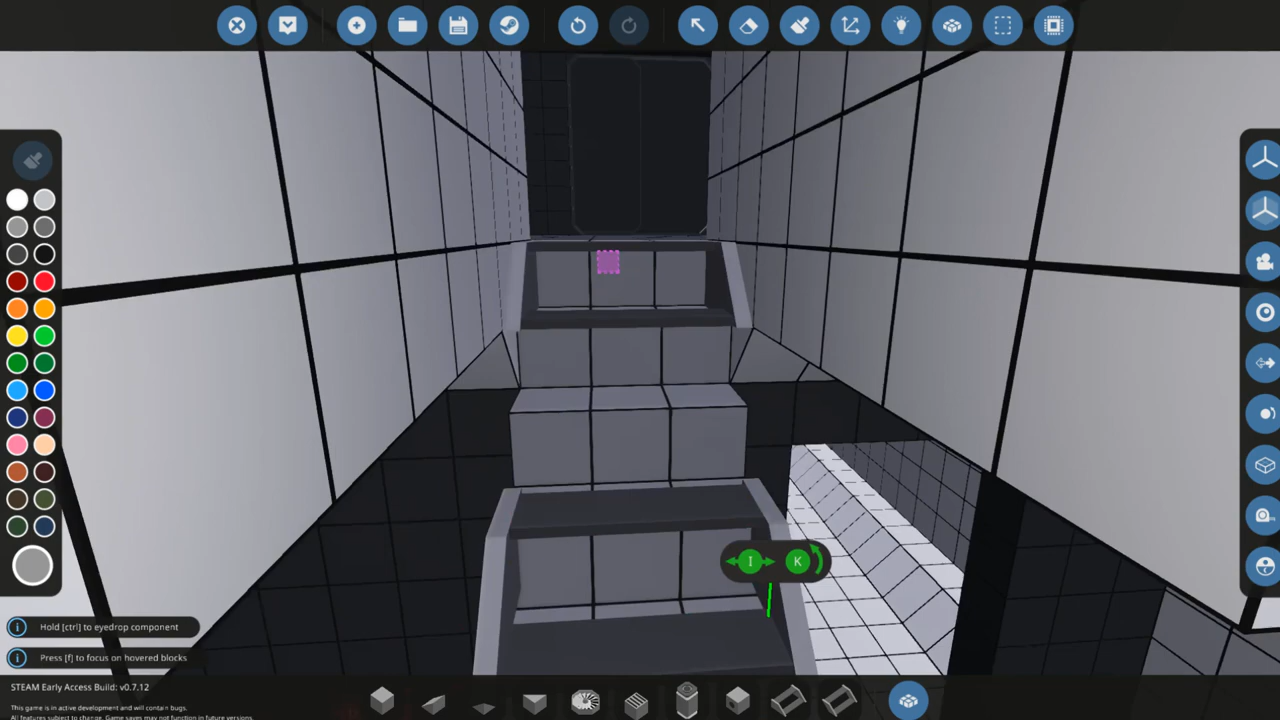 I
K
Hold [ctrl] to eyedrop component
Press [f] to focus on hovered blocks
STEAM Early Access Build: v0.7.12
This game is in active development and will contain bugs.
All features subject to change. Game saves may not function in future versions.